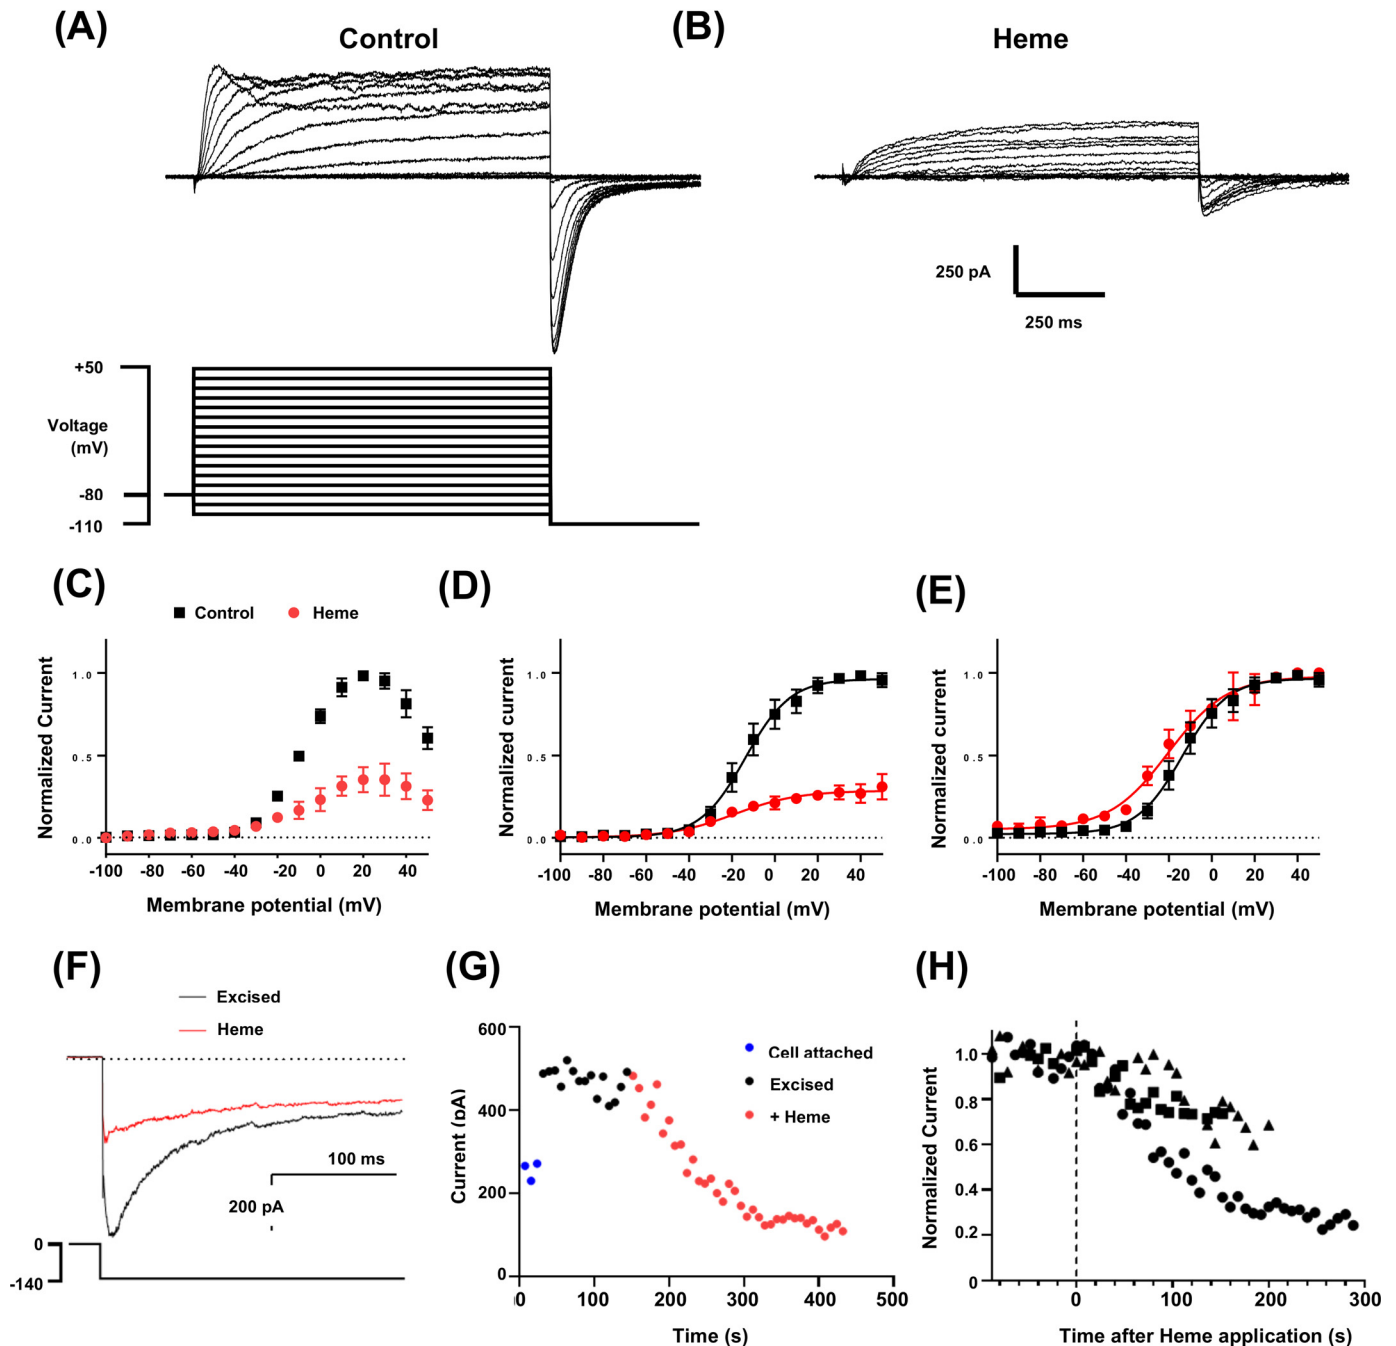 (A)
Control
(B)
Heme
250 pA
250 ms
+50
Voltage
(mV)
-80
-110
(C)
Control
Heme
Normalized Current
1.0
0.5
0.0
-100 -80 -60 -40 -20 0 20 40
Membrane potential (mV)
(D)
Normalized current
1.0
0.5
0.0
-100 -80 -60 -40 -20 0 20 40
Membrane potential (mV)
(E)
Normalized current
1.0
0.5
0.0
-100 -80 -60 -40 -20 0 20 40
Membrane potential (mV)
(F)
Excised
Heme
100 ms
200 pA
0
-140
(G)
Cell attached
Excised
+ Heme
Current (pA)
600
400
200
0
0 100 200 300 400 500
Time (s)
(H)
Normalized Current
1.0
0.8
0.6
0.4
0.2
0
0 100 200 300
Time after Heme application (s)